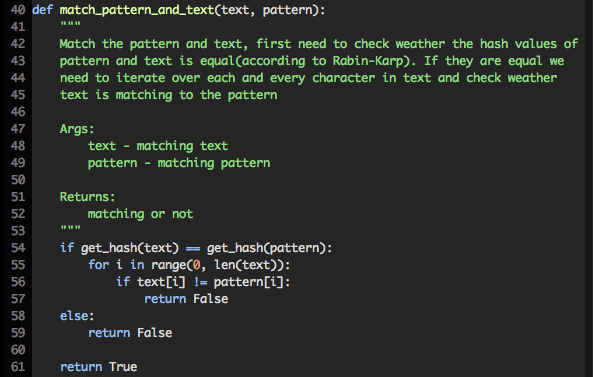 40 def match_pattern_and_text(text, pattern):
41     """
42     Match the pattern and text, first need to check weather the hash values of
43     pattern and text is equal(according to Rabin-Karp). If they are equal we
44     need to iterate over each and every character in text and check weather
45     text is matching to the pattern
46
47     Args:
48         text - matching text
49         pattern - matching pattern
50
51     Returns:
52         matching or not
53     """
54     if get_hash(text) == get_hash(pattern):
55         for i in range(0, len(text)):
56             if text[i] != pattern[i]:
57                 return False
58     else:
59         return False
60
61     return True